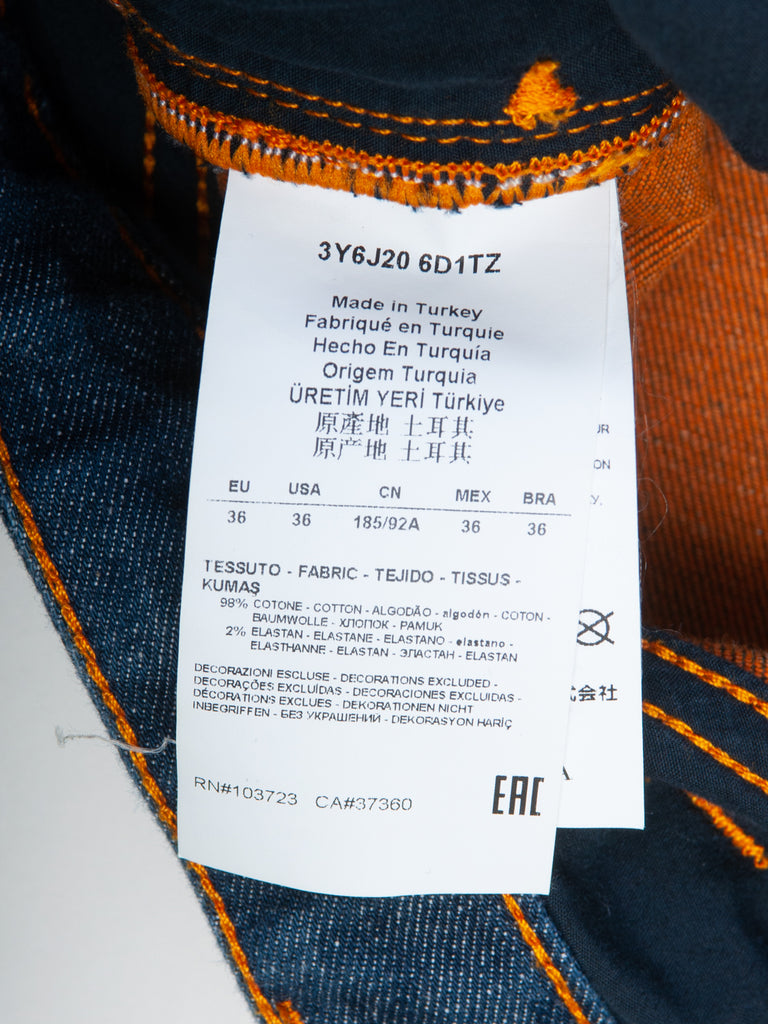 3Y6J20 6D1TZ
Made in Turkey
Fabriqué en Turquie
Hecho En Turquía
Origem Turquia
ÜRETİM YERİ Türkiye
原產地 土耳其
原产地 土耳其
EU USA CN MEX BRA
36 36 185/92A 36 36
TESSUTO - FABRIC - TEJIDO - TISSUS -
KUMAŞ
98% COTONE - COTTON - ALGODÃO - algodón - COTON -
BAUMWOLLE - ХЛОПОК - PAMUK
2% ELASTAN - ELASTANE - ELASTANO - elastano -
ELASTHANNE - ELASTAN - ЭЛАСТАН - ELASTAN
DECORAZIONI ESCLUSE - DECORATIONS EXCLUDED -
DECORAÇÕES EXCLUÍDAS - DECORACIONES EXCLUIDAS -
DÉCORATIONS EXCLUES - DEKORATIONEN NICHT
INBEGRIFFEN - БЕЗ УКРАШЕНИЙ - DEKORASYON HARİÇ
RN#103723 CA#37360
EAC
UR
ON
Y.
会社